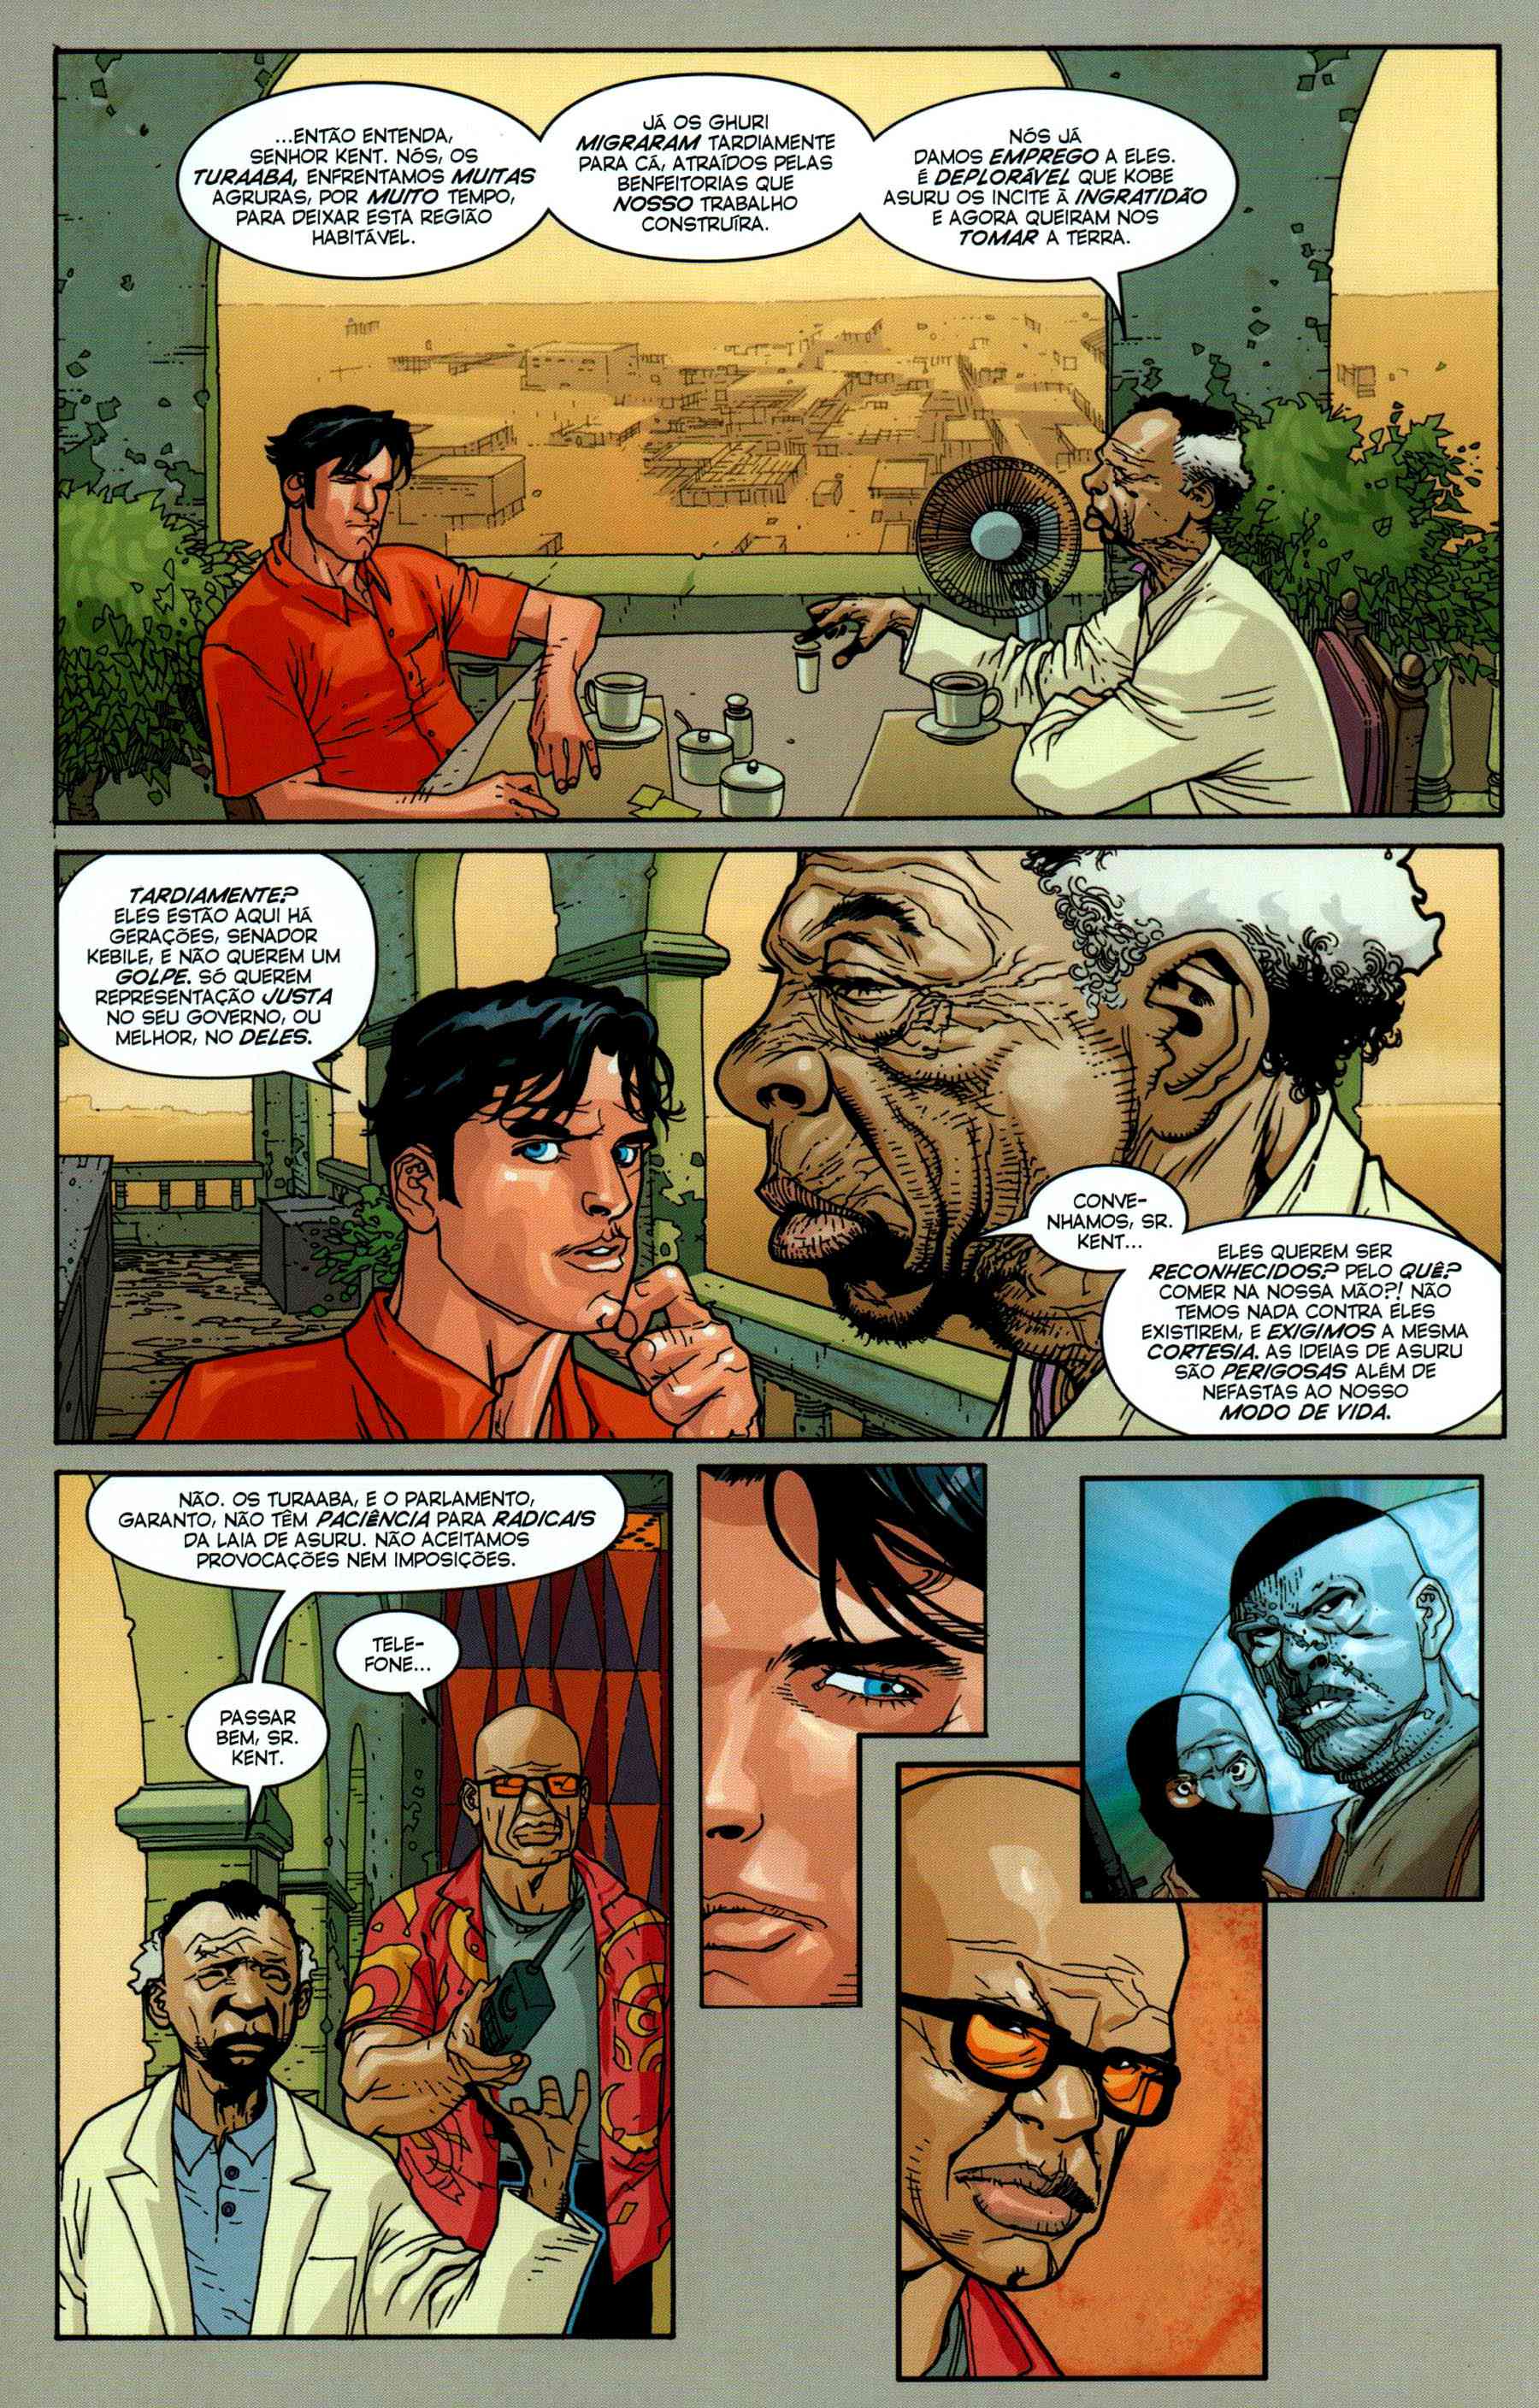 ...ENTÃO ENTENDA,
SENHOR KENT. NÓS, OS
TURAABA, ENFRENTAMOS MUITAS
AGRURAS, POR MUITO TEMPO,
PARA DEIXAR ESTA REGIÃO
HABITÁVEL.
JÁ OS GHURI
MIGRARAM TARDIAMENTE
PARA CÁ, ATRAÍDOS PELAS
BENFEITORIAS QUE
NOSSO TRABALHO
CONSTRUÍRA.
NÓS JÁ
DAMOS EMPREGO A ELES.
É DEPLORÁVEL QUE KOBE
ASURU OS INCITE À INGRATIDÃO
E AGORA QUEIRAM NOS
TOMAR A TERRA.
TARDIAMENTE?
ELES ESTÃO AQUI HÁ
GERAÇÕES, SENADOR
KEBILE, E NÃO QUEREM UM
GOLPE. SÓ QUEREM
REPRESENTAÇÃO JUSTA
NO SEU GOVERNO, OU
MELHOR, NO DELES.
CONVE-
NHAMOS, SR.
KENT...
ELES QUEREM SER
RECONHECIDOS? PELO QUÊ?
COMER NA NOSSA MÃO?! NÃO
TEMOS NADA CONTRA ELES
EXISTIREM, E EXIGIMOS A MESMA
CORTESIA. AS IDEIAS DE ASURU
SÃO PERIGOSAS ALÉM DE
NEFASTAS AO NOSSO
MODO DE VIDA.
NÃO. OS TURAABA, E O PARLAMENTO,
GARANTO, NÃO TÊM PACIÊNCIA PARA RADICAIS
DA LAIA DE ASURU. NÃO ACEITAMOS
PROVOCAÇÕES NEM IMPOSIÇÕES.
TELE-
FONE...
PASSAR
BEM, SR.
KENT.